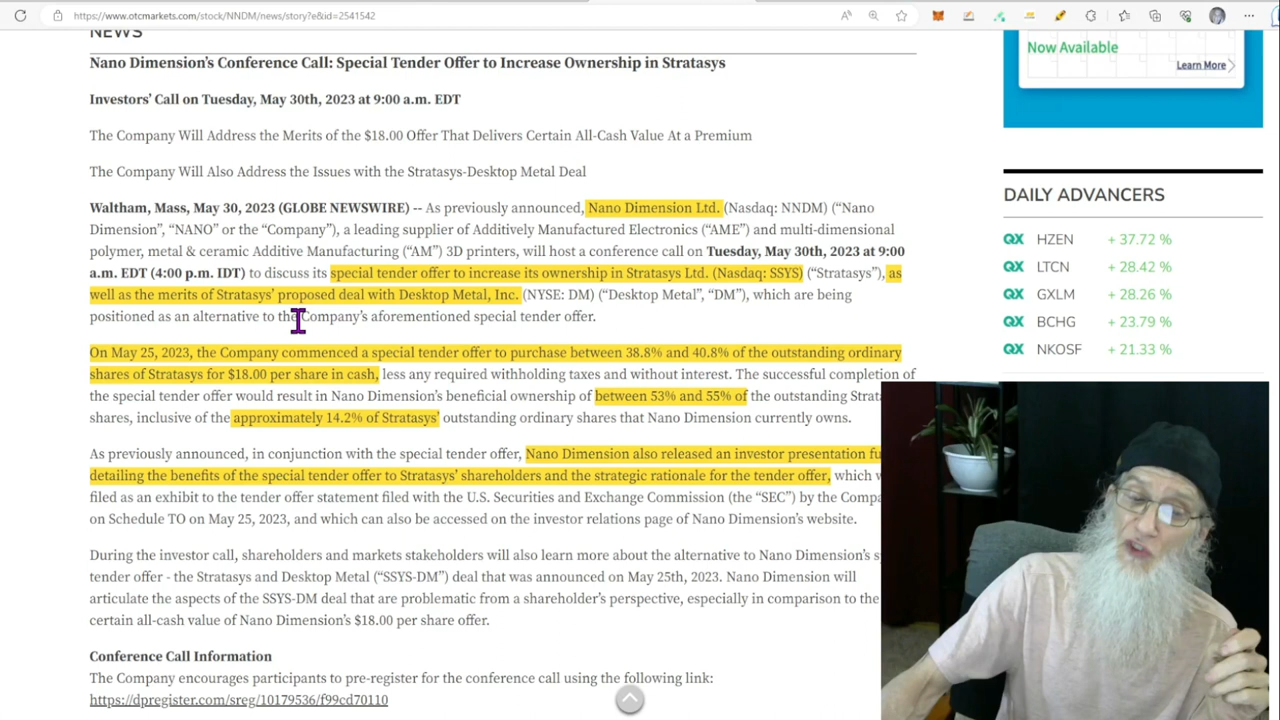 https://www.otcmarkets.com/stock/NNDM/news/story?e&id=2541542
NEWS
Nano Dimension's Conference Call: Special Tender Offer to Increase Ownership in Stratasys
Investors' Call on Tuesday, May 30th, 2023 at 9:00 a.m. EDT
The Company Will Address the Merits of the $18.00 Offer That Delivers Certain All-Cash Value At a Premium
The Company Will Also Address the Issues with the Stratasys-Desktop Metal Deal
Waltham, Mass, May 30, 2023 (GLOBE NEWSWIRE) -- As previously announced, Nano Dimension Ltd. (Nasdaq: NNDM) (“Nano
Dimension”, “NANO” or the “Company”), a leading supplier of Additively Manufactured Electronics (“AME”) and multi-dimensional
polymer, metal & ceramic Additive Manufacturing (“AM”) 3D printers, will host a conference call on Tuesday, May 30th, 2023 at 9:00
a.m. EDT (4:00 p.m. IDT) to discuss its special tender offer to increase its ownership in Stratasys Ltd. (Nasdaq: SSYS) (“Stratasys”), as
well as the merits of Stratasys’ proposed deal with Desktop Metal, Inc. (NYSE: DM) (“Desktop Metal”, “DM”), which are being
positioned as an alternative to the Company’s aforementioned special tender offer.
On May 25, 2023, the Company commenced a special tender offer to purchase between 38.8% and 40.8% of the outstanding ordinary
shares of Stratasys for $18.00 per share in cash, less any required withholding taxes and without interest. The successful completion of
the special tender offer would result in Nano Dimension’s beneficial ownership of between 53% and 55% of the outstanding
shares, inclusive of the approximately 14.2% of Stratasys’ outstanding ordinary shares that Nano Dimension currently owns.
As previously announced, in conjunction with the special tender offer, Nano Dimension also released an investor presentation
detailing the benefits of the special tender offer to Stratasys’ shareholders and the strategic rationale for the tender offer, which
filed as an exhibit to the tender offer statement filed with the U.S. Securities and Exchange Commission (the “SEC”) by the
on Schedule TO on May 25, 2023, and which can also be accessed on the investor relations page of Nano Dimension’s website.
During the investor call, shareholders and markets stakeholders will also learn more about the alternative to Nano Dimension’s
tender offer - the Stratasys and Desktop Metal (“SSYS-DM”) deal that was announced on May 25th, 2023. Nano Dimension will
articulate the aspects of the SSYS-DM deal that are problematic from a shareholder’s perspective, especially in comparison to the
certain all-cash value of Nano Dimension’s $18.00 per share offer.
Conference Call Information
The Company encourages participants to pre-register for the conference call using the following link:
https://dpregister.com/sreg/10179536/f99cd70110
Now Available
Learn More
DAILY ADVANCERS
QX HZEN + 37.72 %
QX LTCN + 28.42 %
QX GXLM + 28.26 %
QX BCHG + 23.79 %
QX NKOSF + 21.33 %